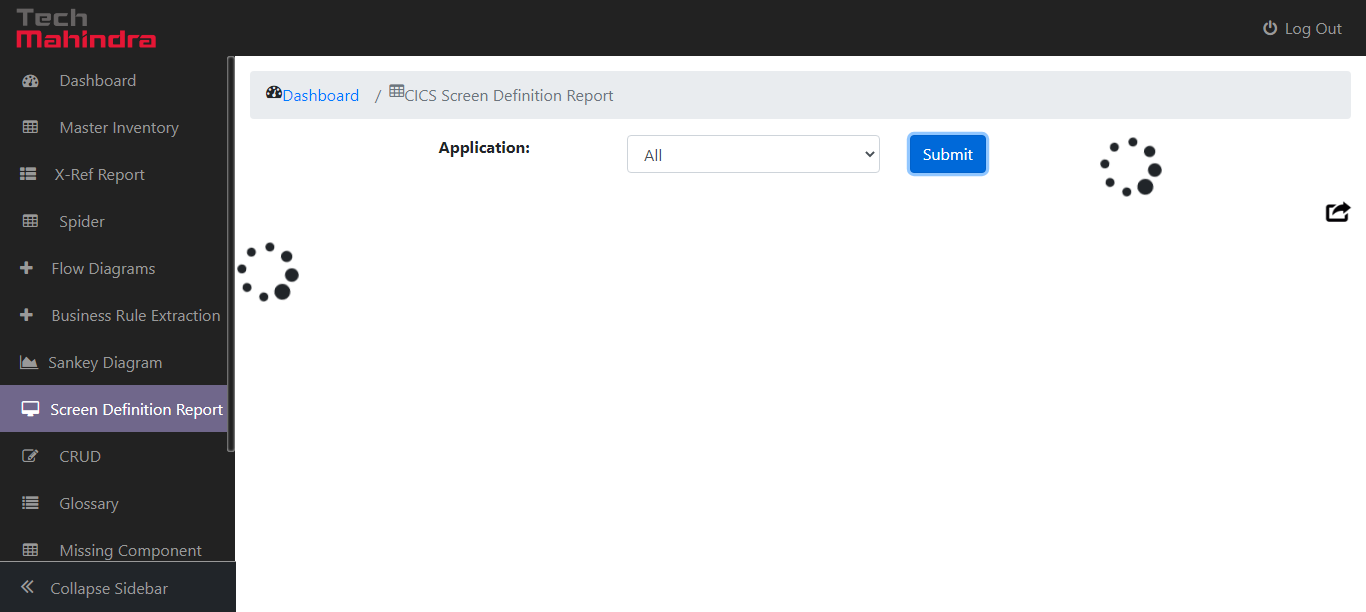 Tech
Mahindra
Log Out
Dashboard
Master Inventory
X-Ref Report
Spider
Flow Diagrams
Business Rule Extraction
Sankey Diagram
Screen Definition Report
CRUD
Glossary
Missing Component
Collapse Sidebar
Dashboard / CICS Screen Definition Report
Application: All Submit